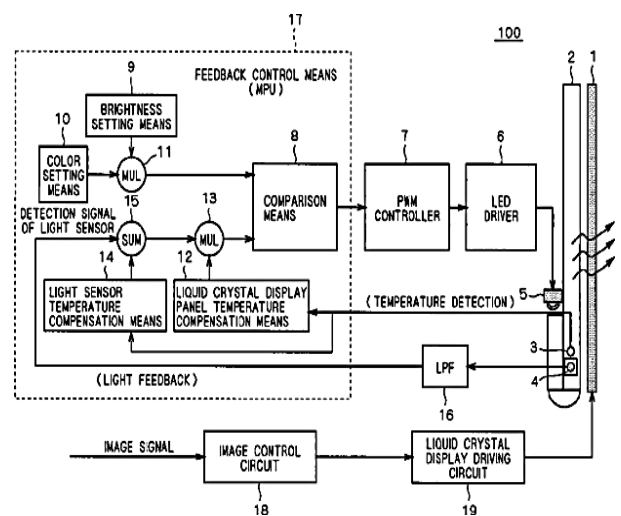 17
100
9
FEEDBACK CONTROL MEANS
(MPU)
2
1
BRIGHTNESS
SETTING MEANS
10
8
7
6
COLOR
SETTING
MEANS
MUL
11
COMPARISON
MEANS
PWM
CONTROLLER
LED
DRIVER
DETECTION SIGNAL
OF LIGHT SENSOR
15
13
SUM
MUL
14
12
LIGHT SENSOR
TEMPERATURE
COMPENSATION MEANS
LIQUID CRYSTAL DISPLAY
PANEL TEMPERATURE
COMPENSATION MEANS
5
(TEMPERATURE DETECTION)
3
4
(LIGHT FEEDBACK)
LPF
16
IMAGE SIGNAL
IMAGE CONTROL
CIRCUIT
18
LIQUID CRYSTAL
DISPLAY DRIVING
CIRCUIT
19